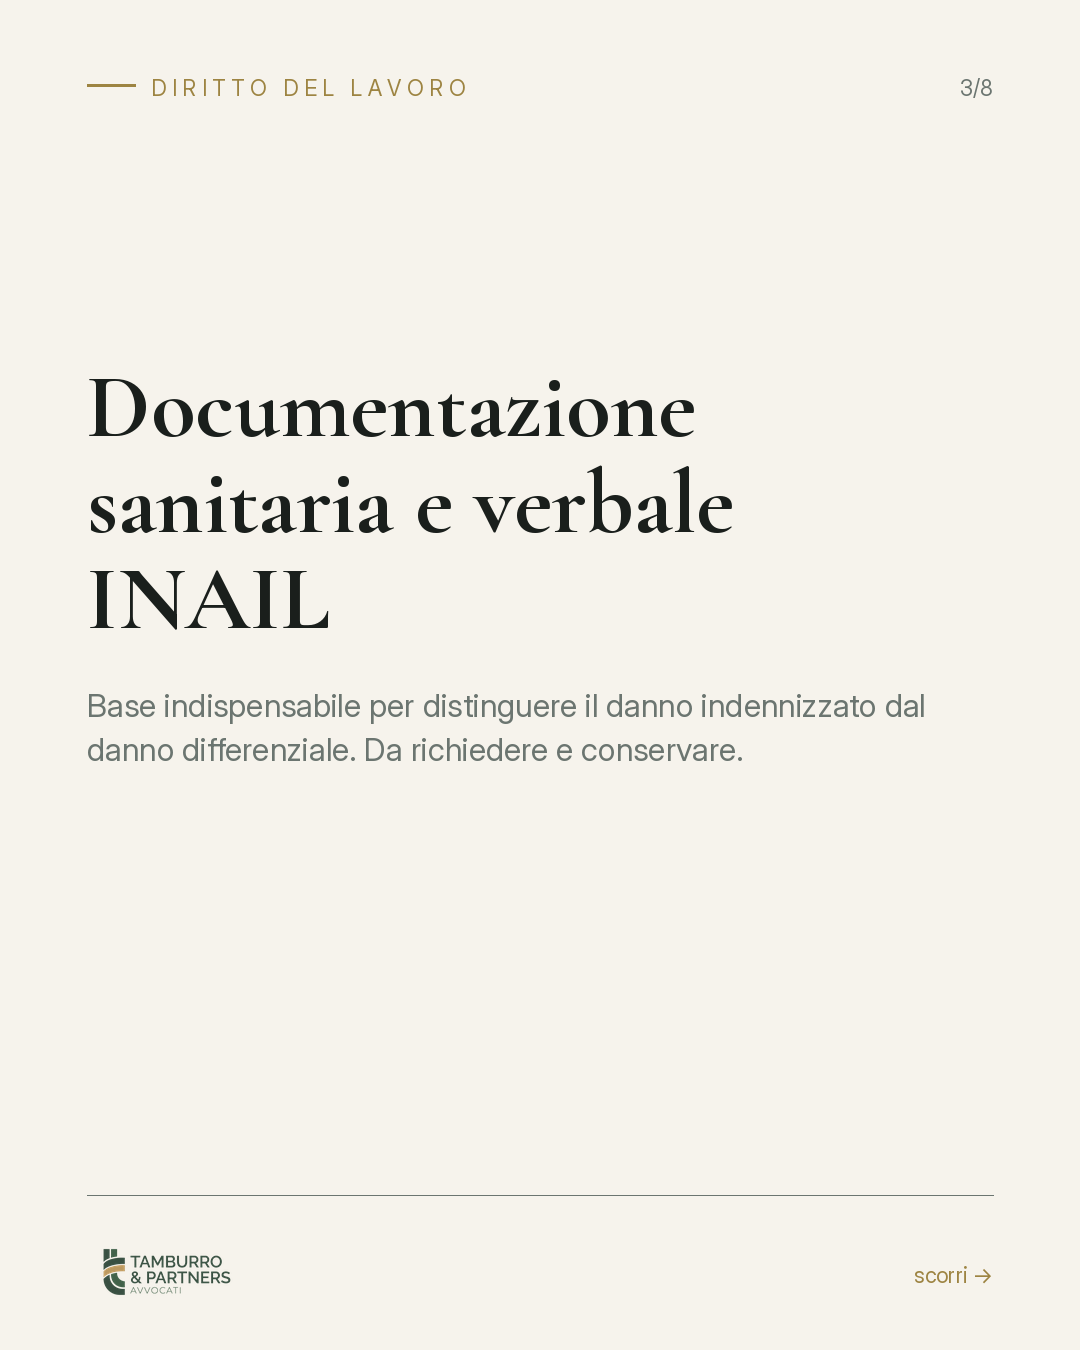 DIRITTO DEL LAVORO
3/8
Documentazione
sanitaria e verbale
INAIL
Base indispensabile per distinguere il danno indennizzato dal
danno differenziale. Da richiedere e conservare.
TAMBURRO
& PARTNERS
AVVOCATI
scorri →